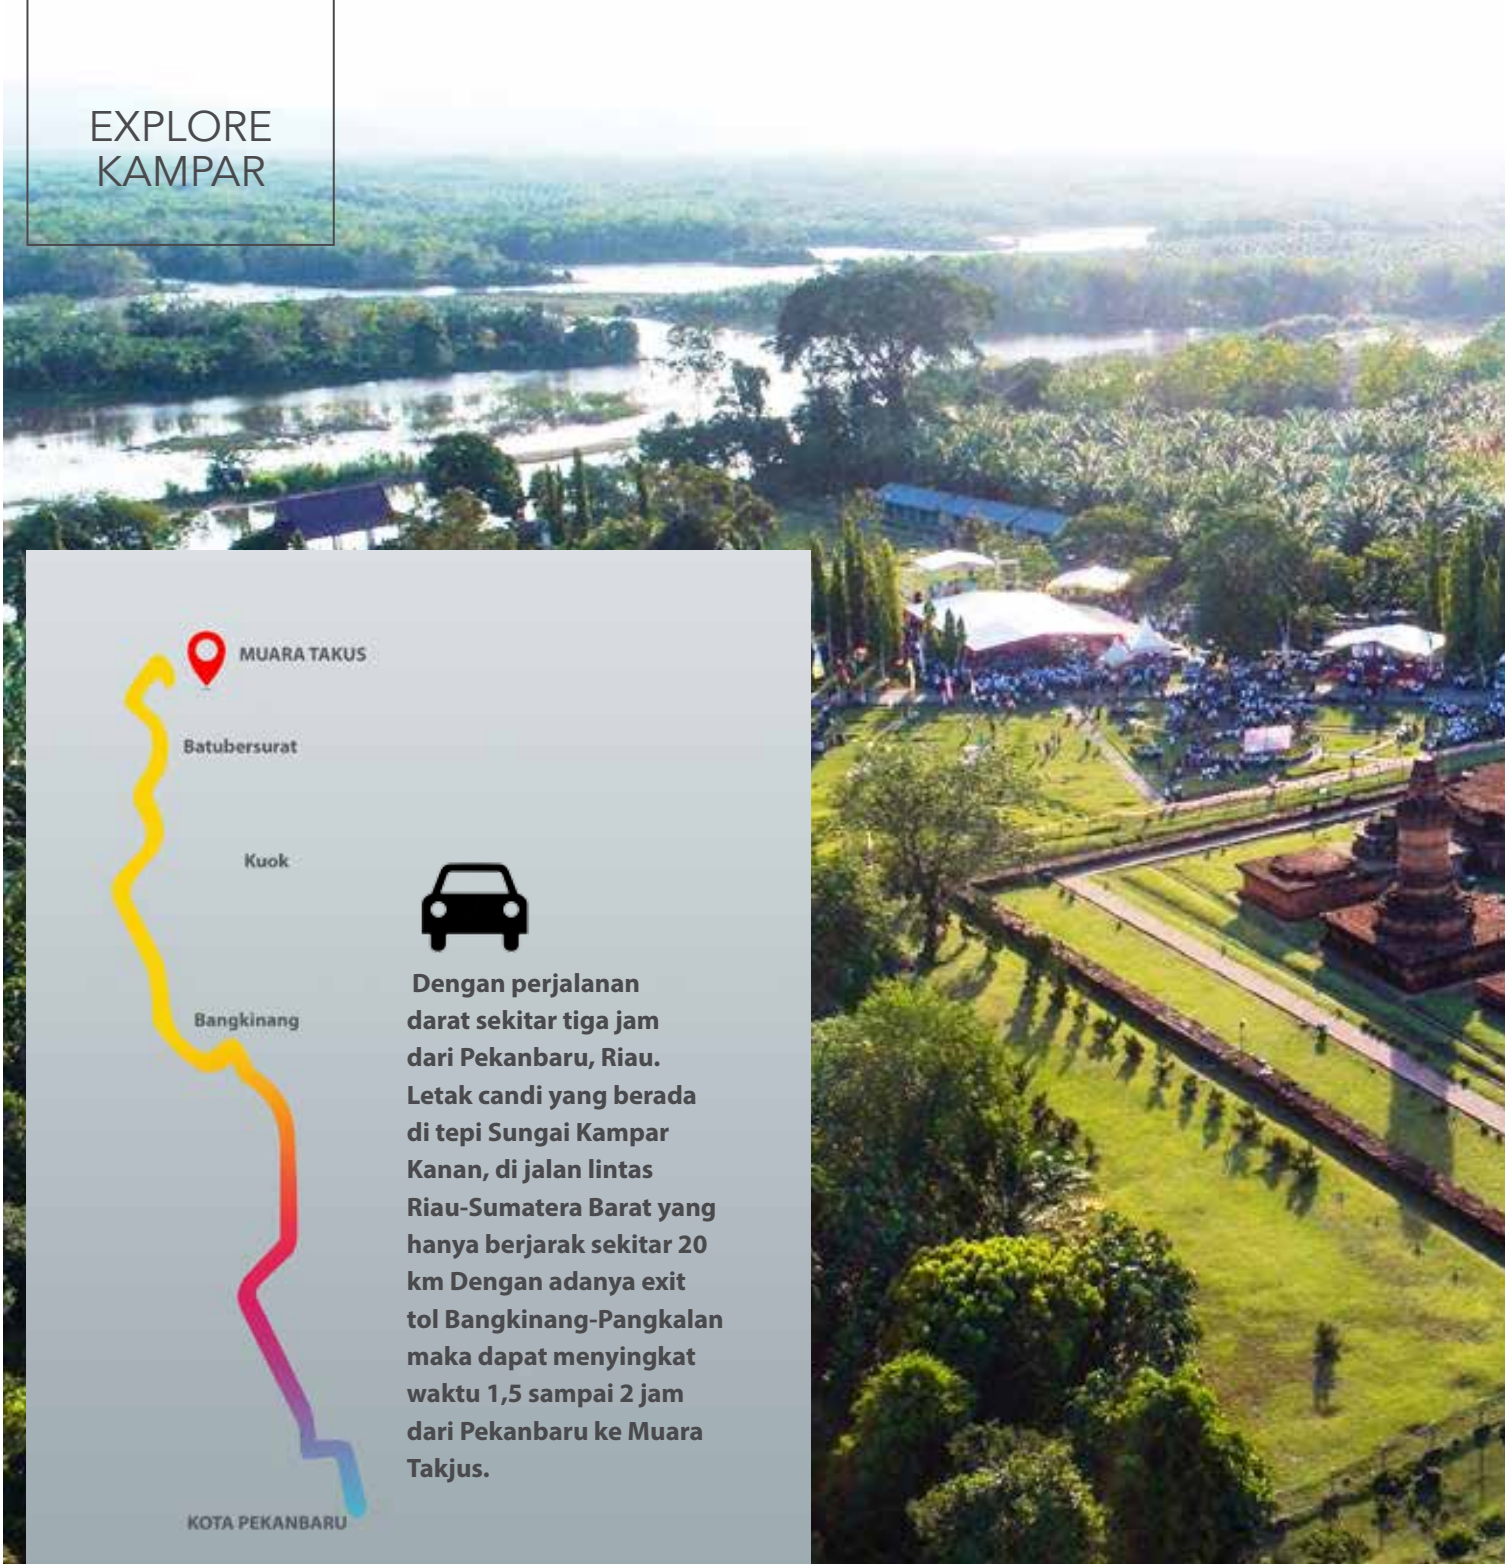 EXPLORE
KAMPAR
MUARA TAKUS
Batubersurat
Kuok
Bangkinang
KOTA PEKANBARU
Dengan perjalanan
darat sekitar tiga jam
dari Pekanbaru, Riau.
Letak candi yang berada
di tepi Sungai Kampar
Kanan, di jalan lintas
Riau-Sumatera Barat yang
hanya berjarak sekitar 20
km Dengan adanya exit
tol Bangkinang-Pangkalan
maka dapat menyingkat
waktu 1,5 sampai 2 jam
dari Pekanbaru ke Muara
Takjus.